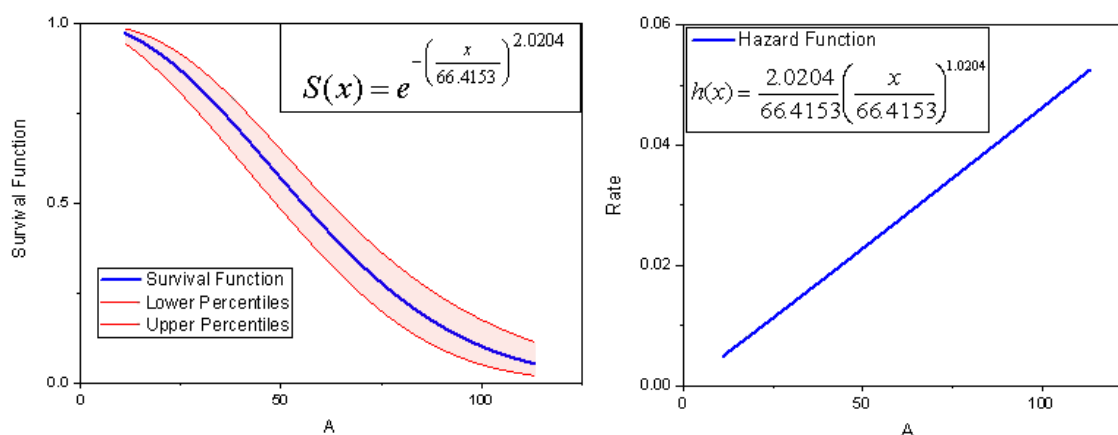 1.0
0.5
0.0
Survival Function
S(x) = e^{-(x/66.4153)^{2.0204}}
Survival Function
Lower Percentiles
Upper Percentiles
0
50
100
A
0.06
0.04
0.02
0.00
Rate
Hazard Function
h(x) = 2.0204/66.4153 (x/66.4153)^{1.0204}
0
50
100
A